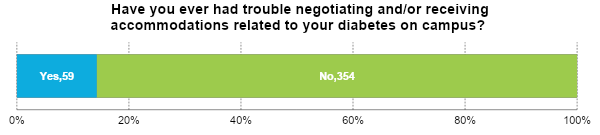 Have you ever had trouble negotiating and/or receiving
accommodations related to your diabetes on campus?
Yes,59 No,354
0% 20% 40% 60% 80% 100%